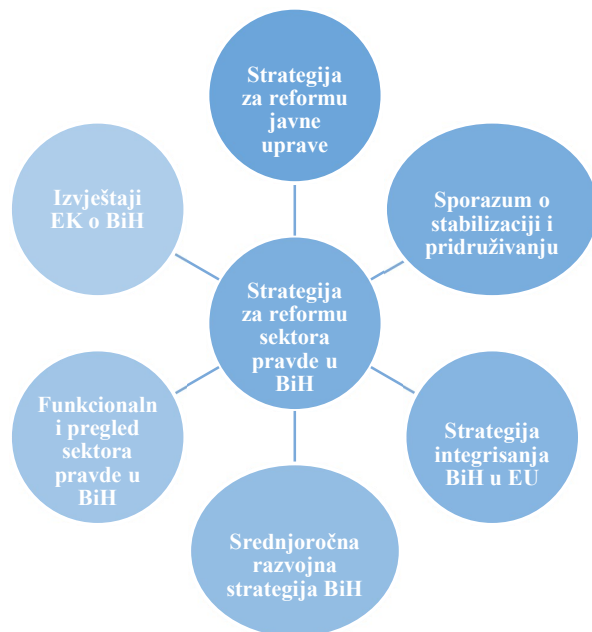 Strategija
za reformu
javne
uprave
Izvještaji
EK o BiH
Sporazum o
stabilizaciji i
pridruživanju
Strategija
za reformu
sektora
pravde u
BiH
Funkcionaln
i pregled
sektora
pravde u
BiH
Strategija
integrisanja
BiH u EU
Srednjoročna
razvojna
strategija BiH